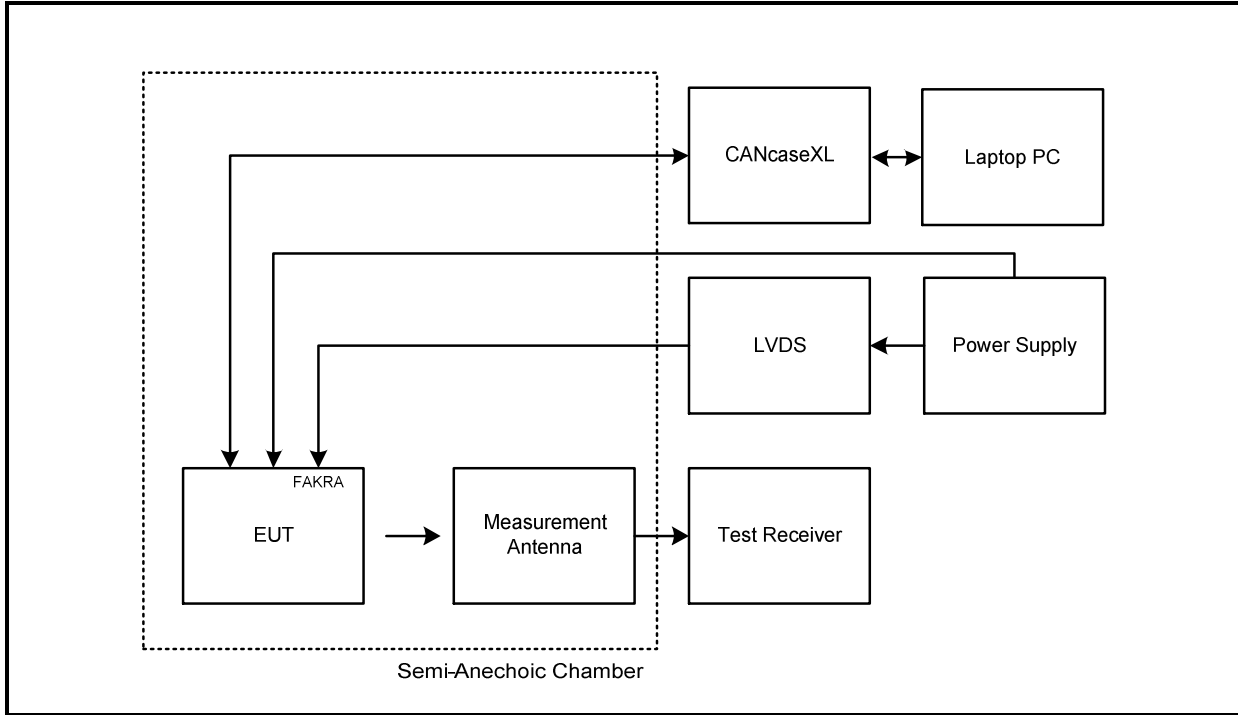 CANcaseXL
Laptop PC
LVDS
Power Supply
FAKRA
EUT
Measurement
Antenna
Test Receiver
Semi-Anechoic Chamber